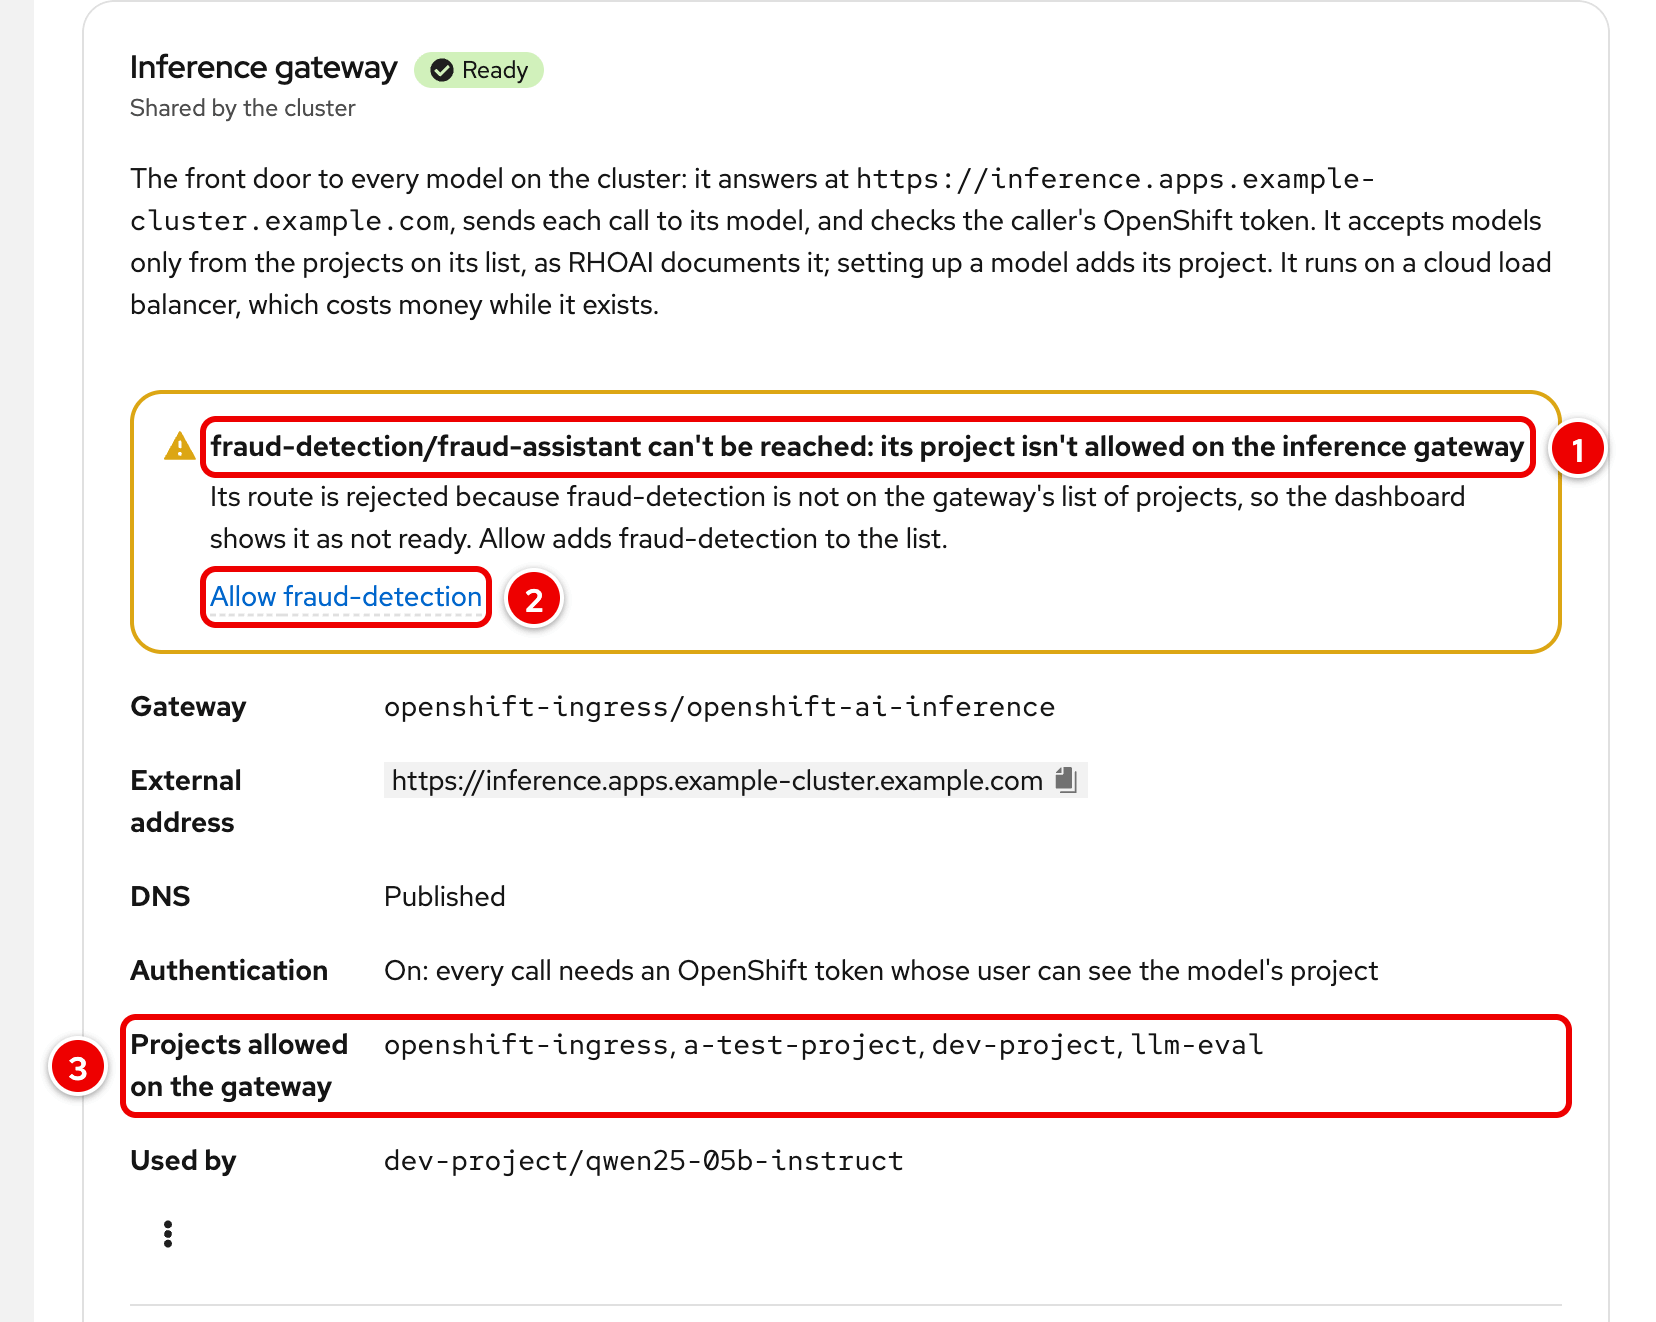 Inference gateway Ready
Shared by the cluster
The front door to every model on the cluster: it answers at https://inference.apps.example-
cluster.example.com, sends each call to its model, and checks the caller's OpenShift token. It accepts models
only from the projects on its list, as RHOAI documents it; setting up a model adds its project. It runs on a cloud load
balancer, which costs money while it exists.
fraud-detection/fraud-assistant can't be reached: its project isn't allowed on the inference gateway
1
Its route is rejected because fraud-detection is not on the gateway's list of projects, so the dashboard
shows it as not ready. Allow adds fraud-detection to the list.
Allow fraud-detection
2
Gateway openshift-ingress/openshift-ai-inference
External
address
https://inference.apps.example-cluster.example.com
DNS Published
Authentication On: every call needs an OpenShift token whose user can see the model's project
3
Projects allowed
on the gateway
openshift-ingress, a-test-project, dev-project, llm-eval
Used by dev-project/qwen25-05b-instruct